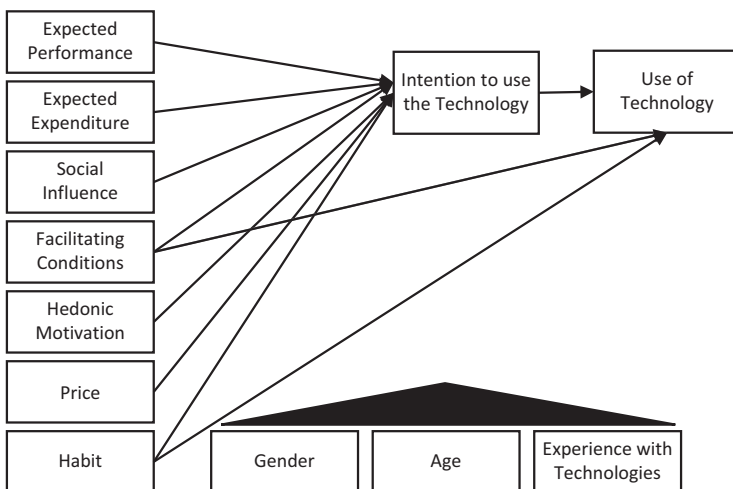 Expected
Performance
Expected
Expenditure
Social
Influence
Facilitating
Conditions
Hedonic
Motivation
Price
Habit
Intention to use
the Technology
Use of
Technology
Gender
Age
Experience with
Technologies